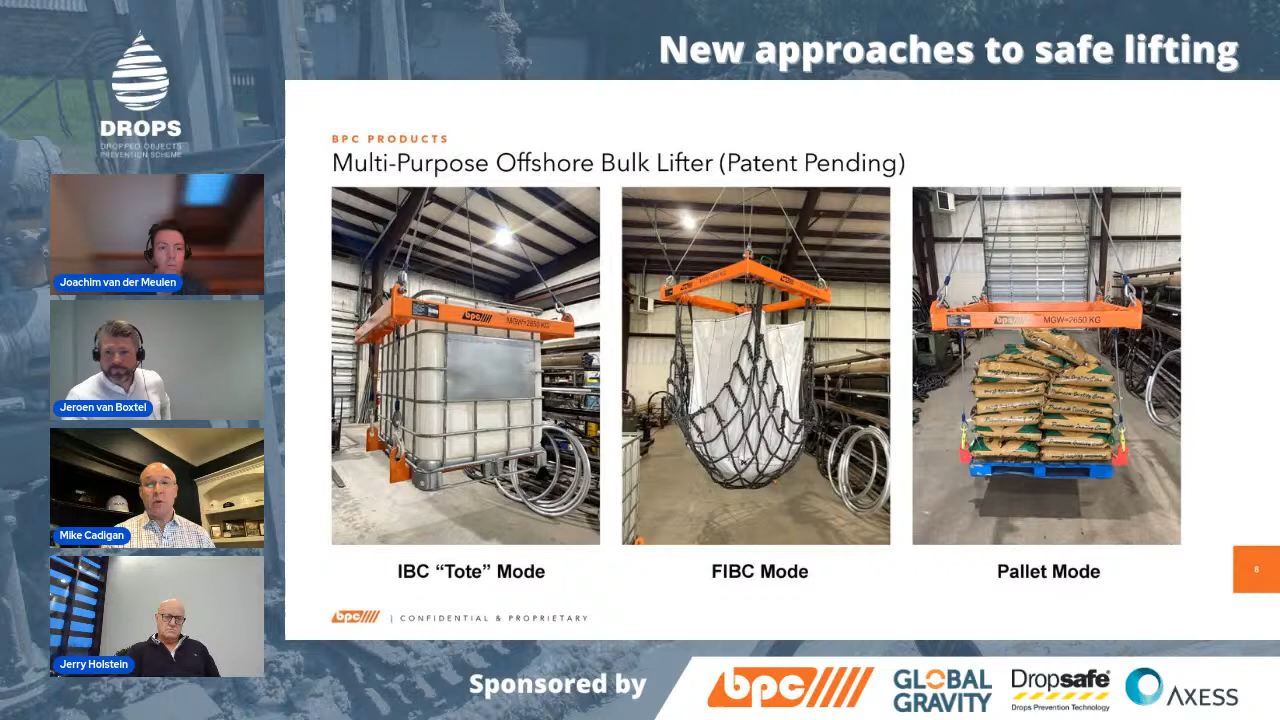 New approaches to safe lifting
DROPS
DROPPED OBJECTS
PREVENTION SCHEME
Joachim van der Meulen
Jeroen van Boxtel
Mike Cadigan
Jerry Holstein
BPC PRODUCTS
Multi-Purpose Offshore Bulk Lifter (Patent Pending)
bpc MGW=2650 KG
bpc MGW=2650 KG
IBC “Tote” Mode
FIBC Mode
Pallet Mode
bpc | CONFIDENTIAL & PROPRIETARY
8
Sponsored by
bpc
GLOBAL
GRAVITY
Dropsafe
Drops Prevention Technology
AXESS